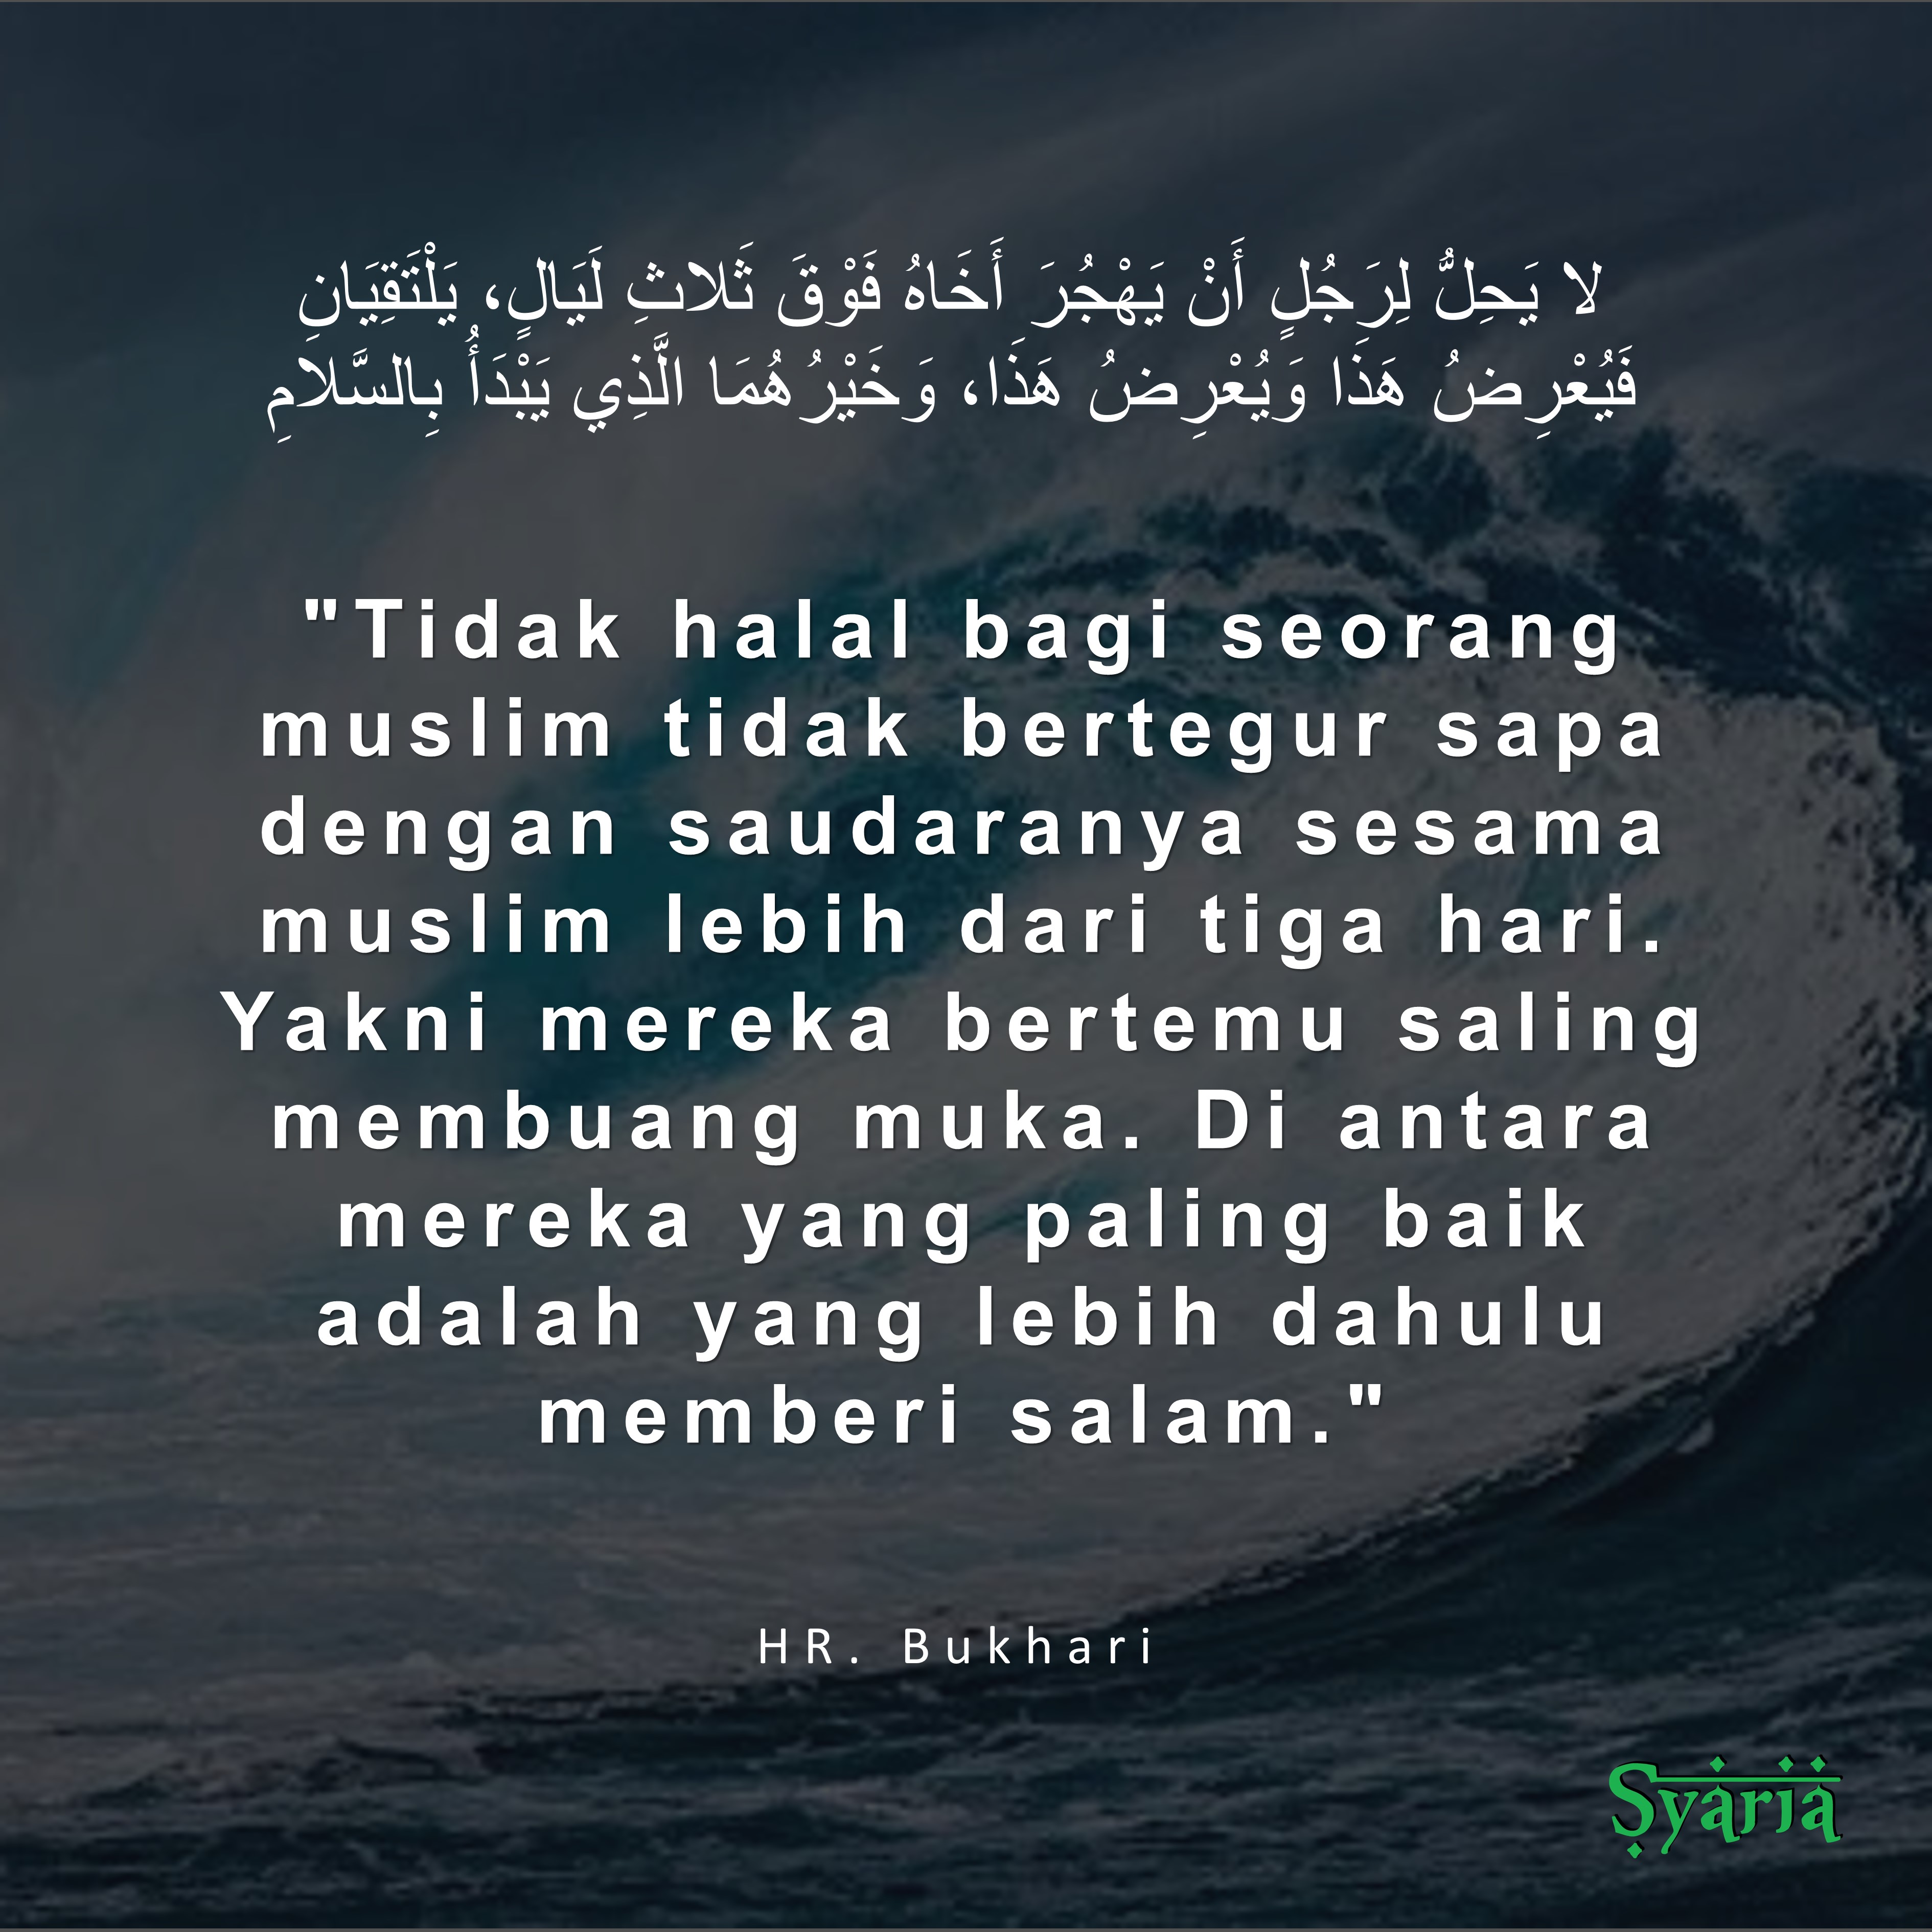 لا يَحِلُّ لِرَجُلٍ أَنْ يَهْجُرَ أَخَاهُ فَوْقَ ثَلاثِ لَيَالٍ، يَلْتَقِيَانِ
فَيُعْرِضُ هَذَا وَيُعْرِضُ هَذَا، وَخَيْرُهُمَا الَّذِي يَبْدَأُ بِالسَّلامِ
"Tidak halal bagi seorang
muslim tidak bertegur sapa
dengan saudaranya sesama
muslim lebih dari tiga hari.
Yakni mereka bertemu saling
membuang muka. Di antara
mereka yang paling baik
adalah yang lebih dahulu
memberi salam."
HR. Bukhari
Syaria